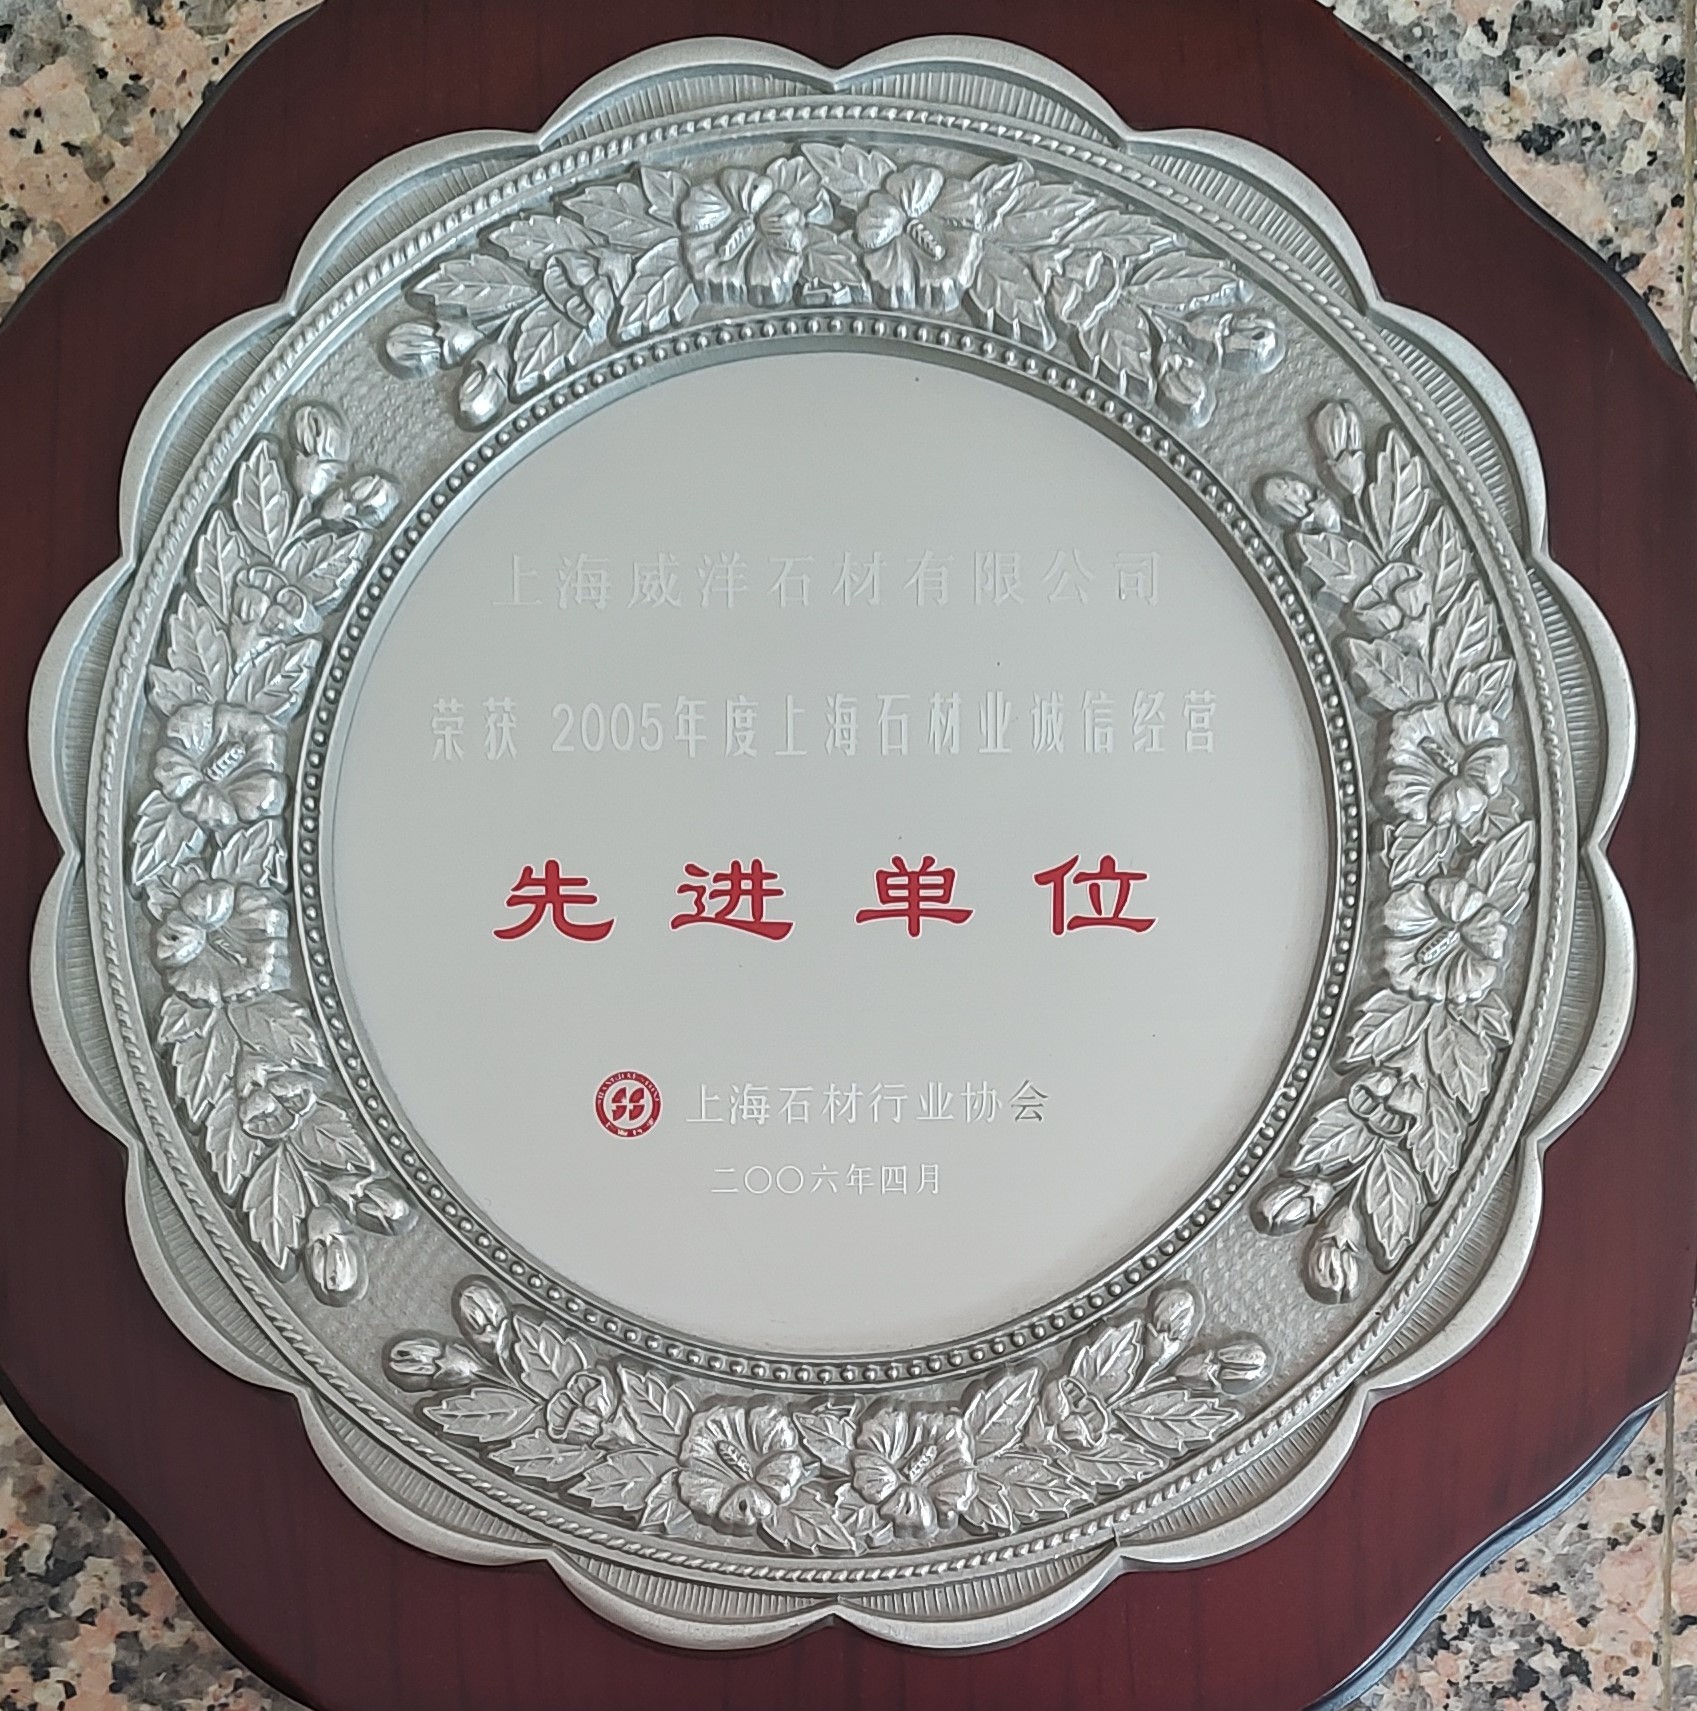 上海威洋石材有限公司
荣获 2005年度上海石材业诚信经营
先进单位
上海石材行业协会
二〇〇六年四月